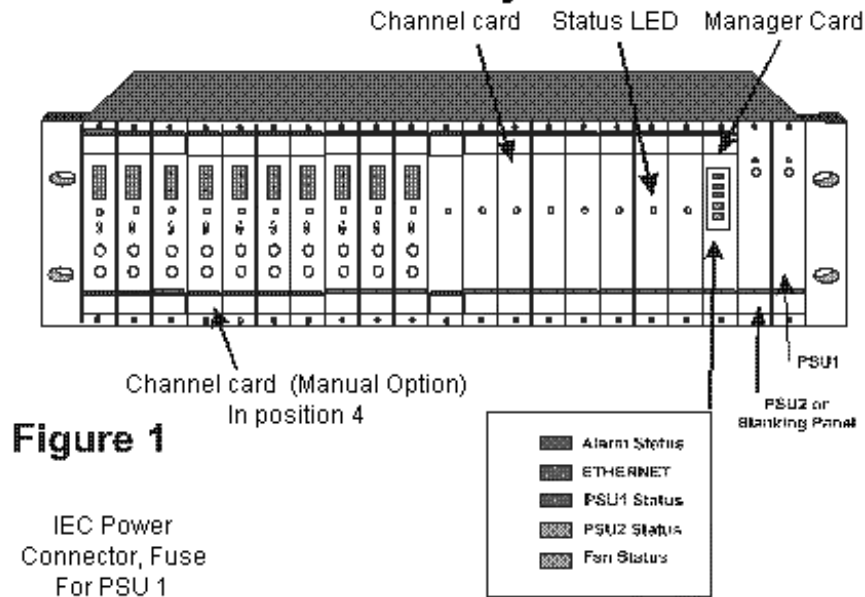 Channel card Status LED Manager Card
PSU1
Channel card (Manual Option)
In position 4
PSU2 or
Blanking Panel
Figure 1
Alarm Status
ETHERNET
PSU1 Status
PSU2 Status
Fan Status
IEC Power
Connector, Fuse
For PSU 1